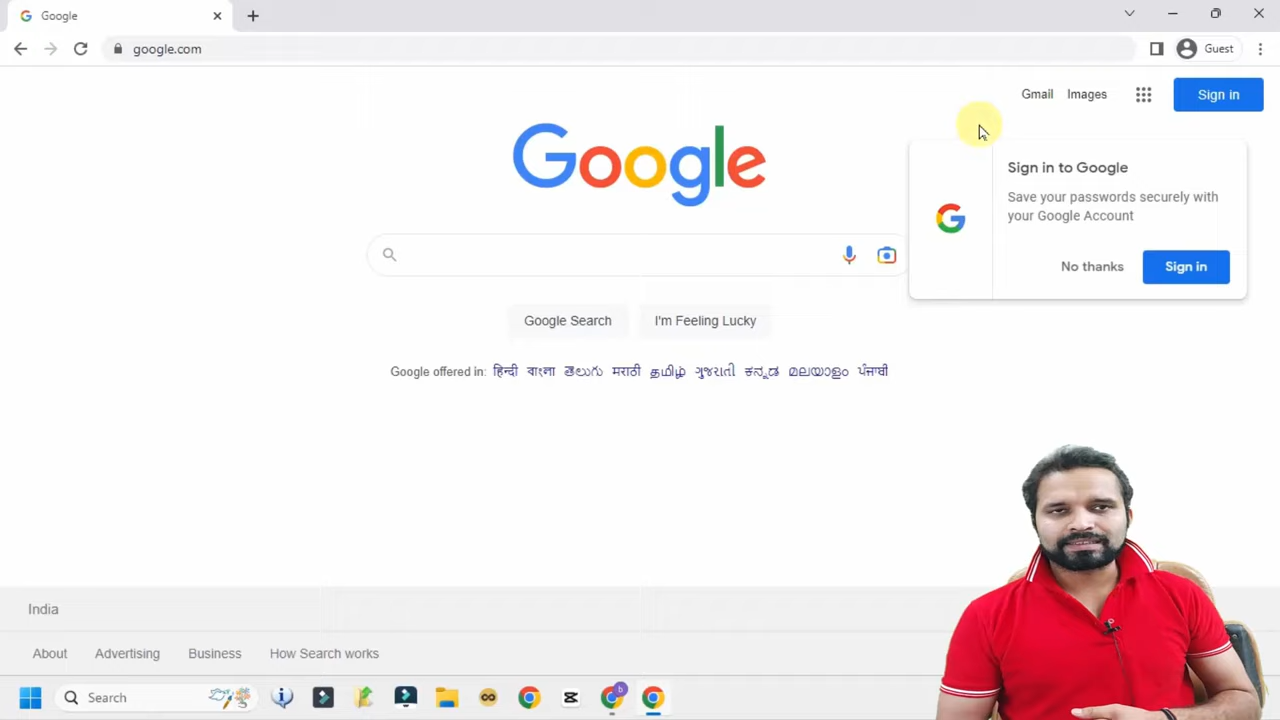 Google
google.com
Guest
Gmail Images
Sign in
Google
Sign in to Google
Save your passwords securely with
your Google Account
No thanks Sign in
Google Search I'm Feeling Lucky
Google offered in: हिन्दी বাংলা తెలుగు मराठी தமிழ் ગુજરાતી ಕನ್ನಡ മലയാളം ਪੰਜਾਬੀ
India
About Advertising Business How Search works
Search
b